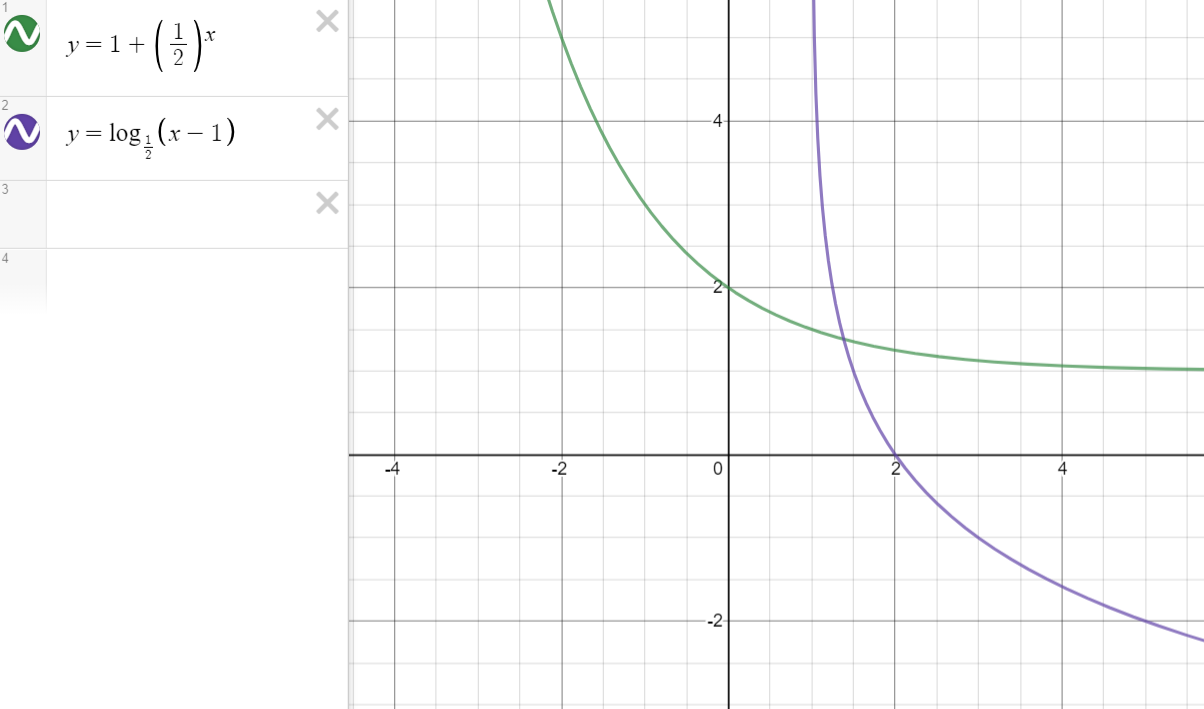 1
y = 1 + (1/2)^x
2
y = log_{1/2}(x − 1)
3
4
4
2
-4 -2 0 2 4
-2